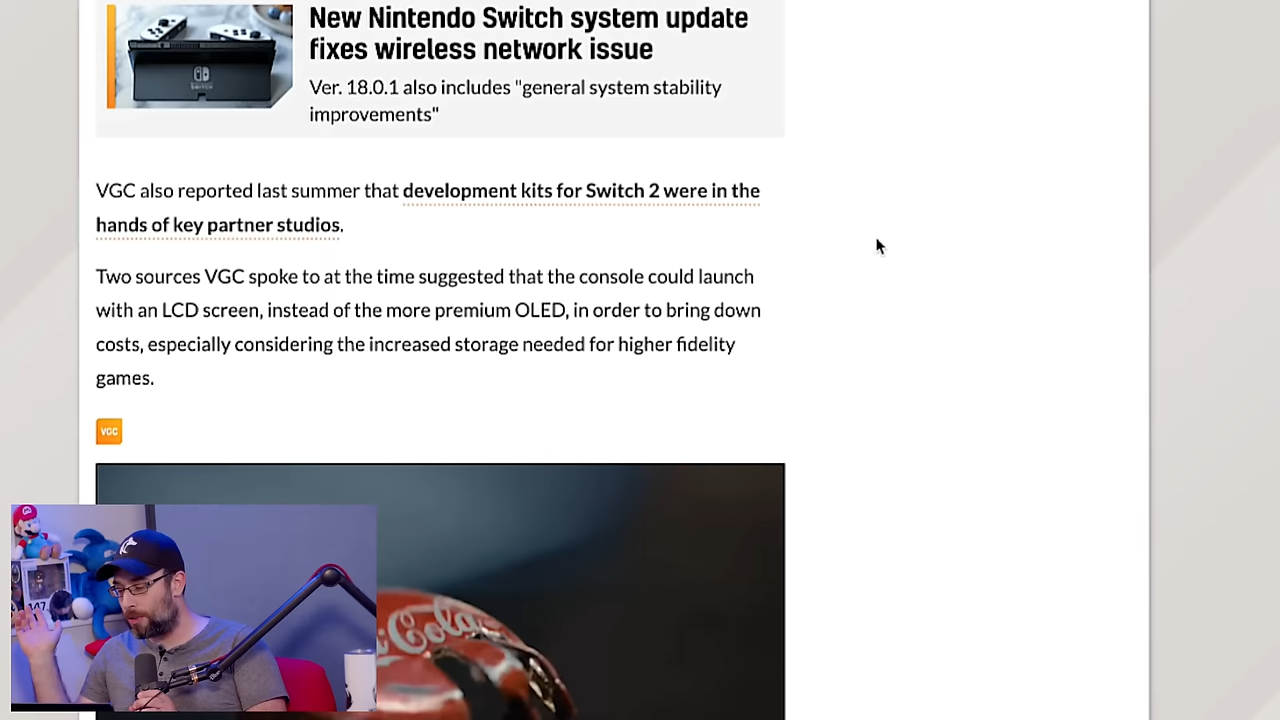 New Nintendo Switch system update
fixes wireless network issue
Ver. 18.0.1 also includes "general system stability
improvements"
VGC also reported last summer that development kits for Switch 2 were in the
hands of key partner studios.
Two sources VGC spoke to at the time suggested that the console could launch
with an LCD screen, instead of the more premium OLED, in order to bring down
costs, especially considering the increased storage needed for higher fidelity
games.
VGC
Cola